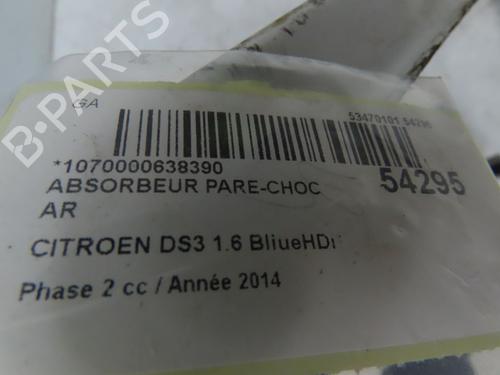 GA
53470101 54295
*1070000638390
54295
ABSORBEUR PARE-CHOC
AR
CITROEN DS3 1.6 BliueHDi
Phase 2 cc / Année 2014
B-PARTS